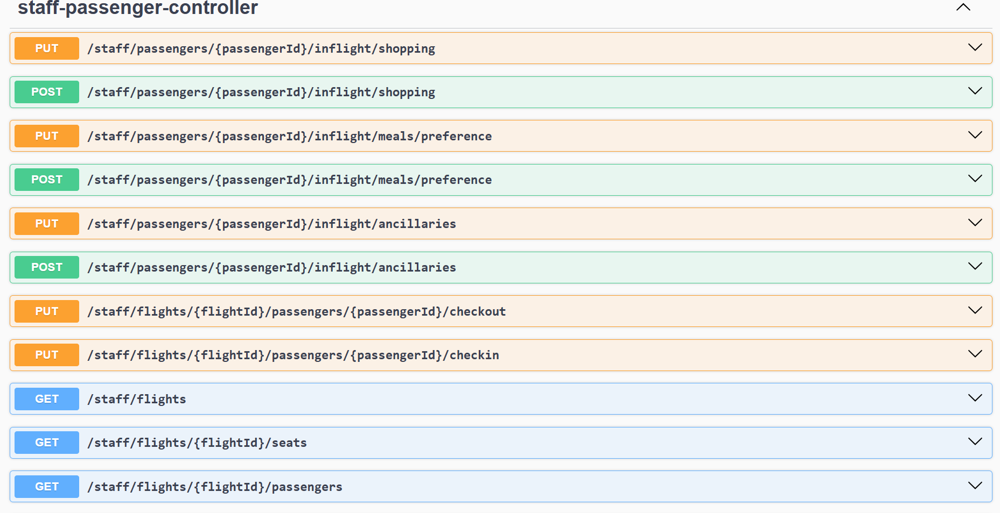 staff-passenger-controller
PUT /staff/passengers/{passengerId}/inflight/shopping
POST /staff/passengers/{passengerId}/inflight/shopping
PUT /staff/passengers/{passengerId}/inflight/meals/preference
POST /staff/passengers/{passengerId}/inflight/meals/preference
PUT /staff/passengers/{passengerId}/inflight/ancillaries
POST /staff/passengers/{passengerId}/inflight/ancillaries
PUT /staff/flights/{flightId}/passengers/{passengerId}/checkout
PUT /staff/flights/{flightId}/passengers/{passengerId}/checkin
GET /staff/flights
GET /staff/flights/{flightId}/seats
GET /staff/flights/{flightId}/passengers